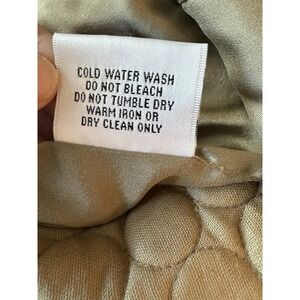 COLD WATER WASH
DO NOT BLEACH
DO NOT TUMBLE DRY
WARM IRON OR
DRY CLEAN ONLY